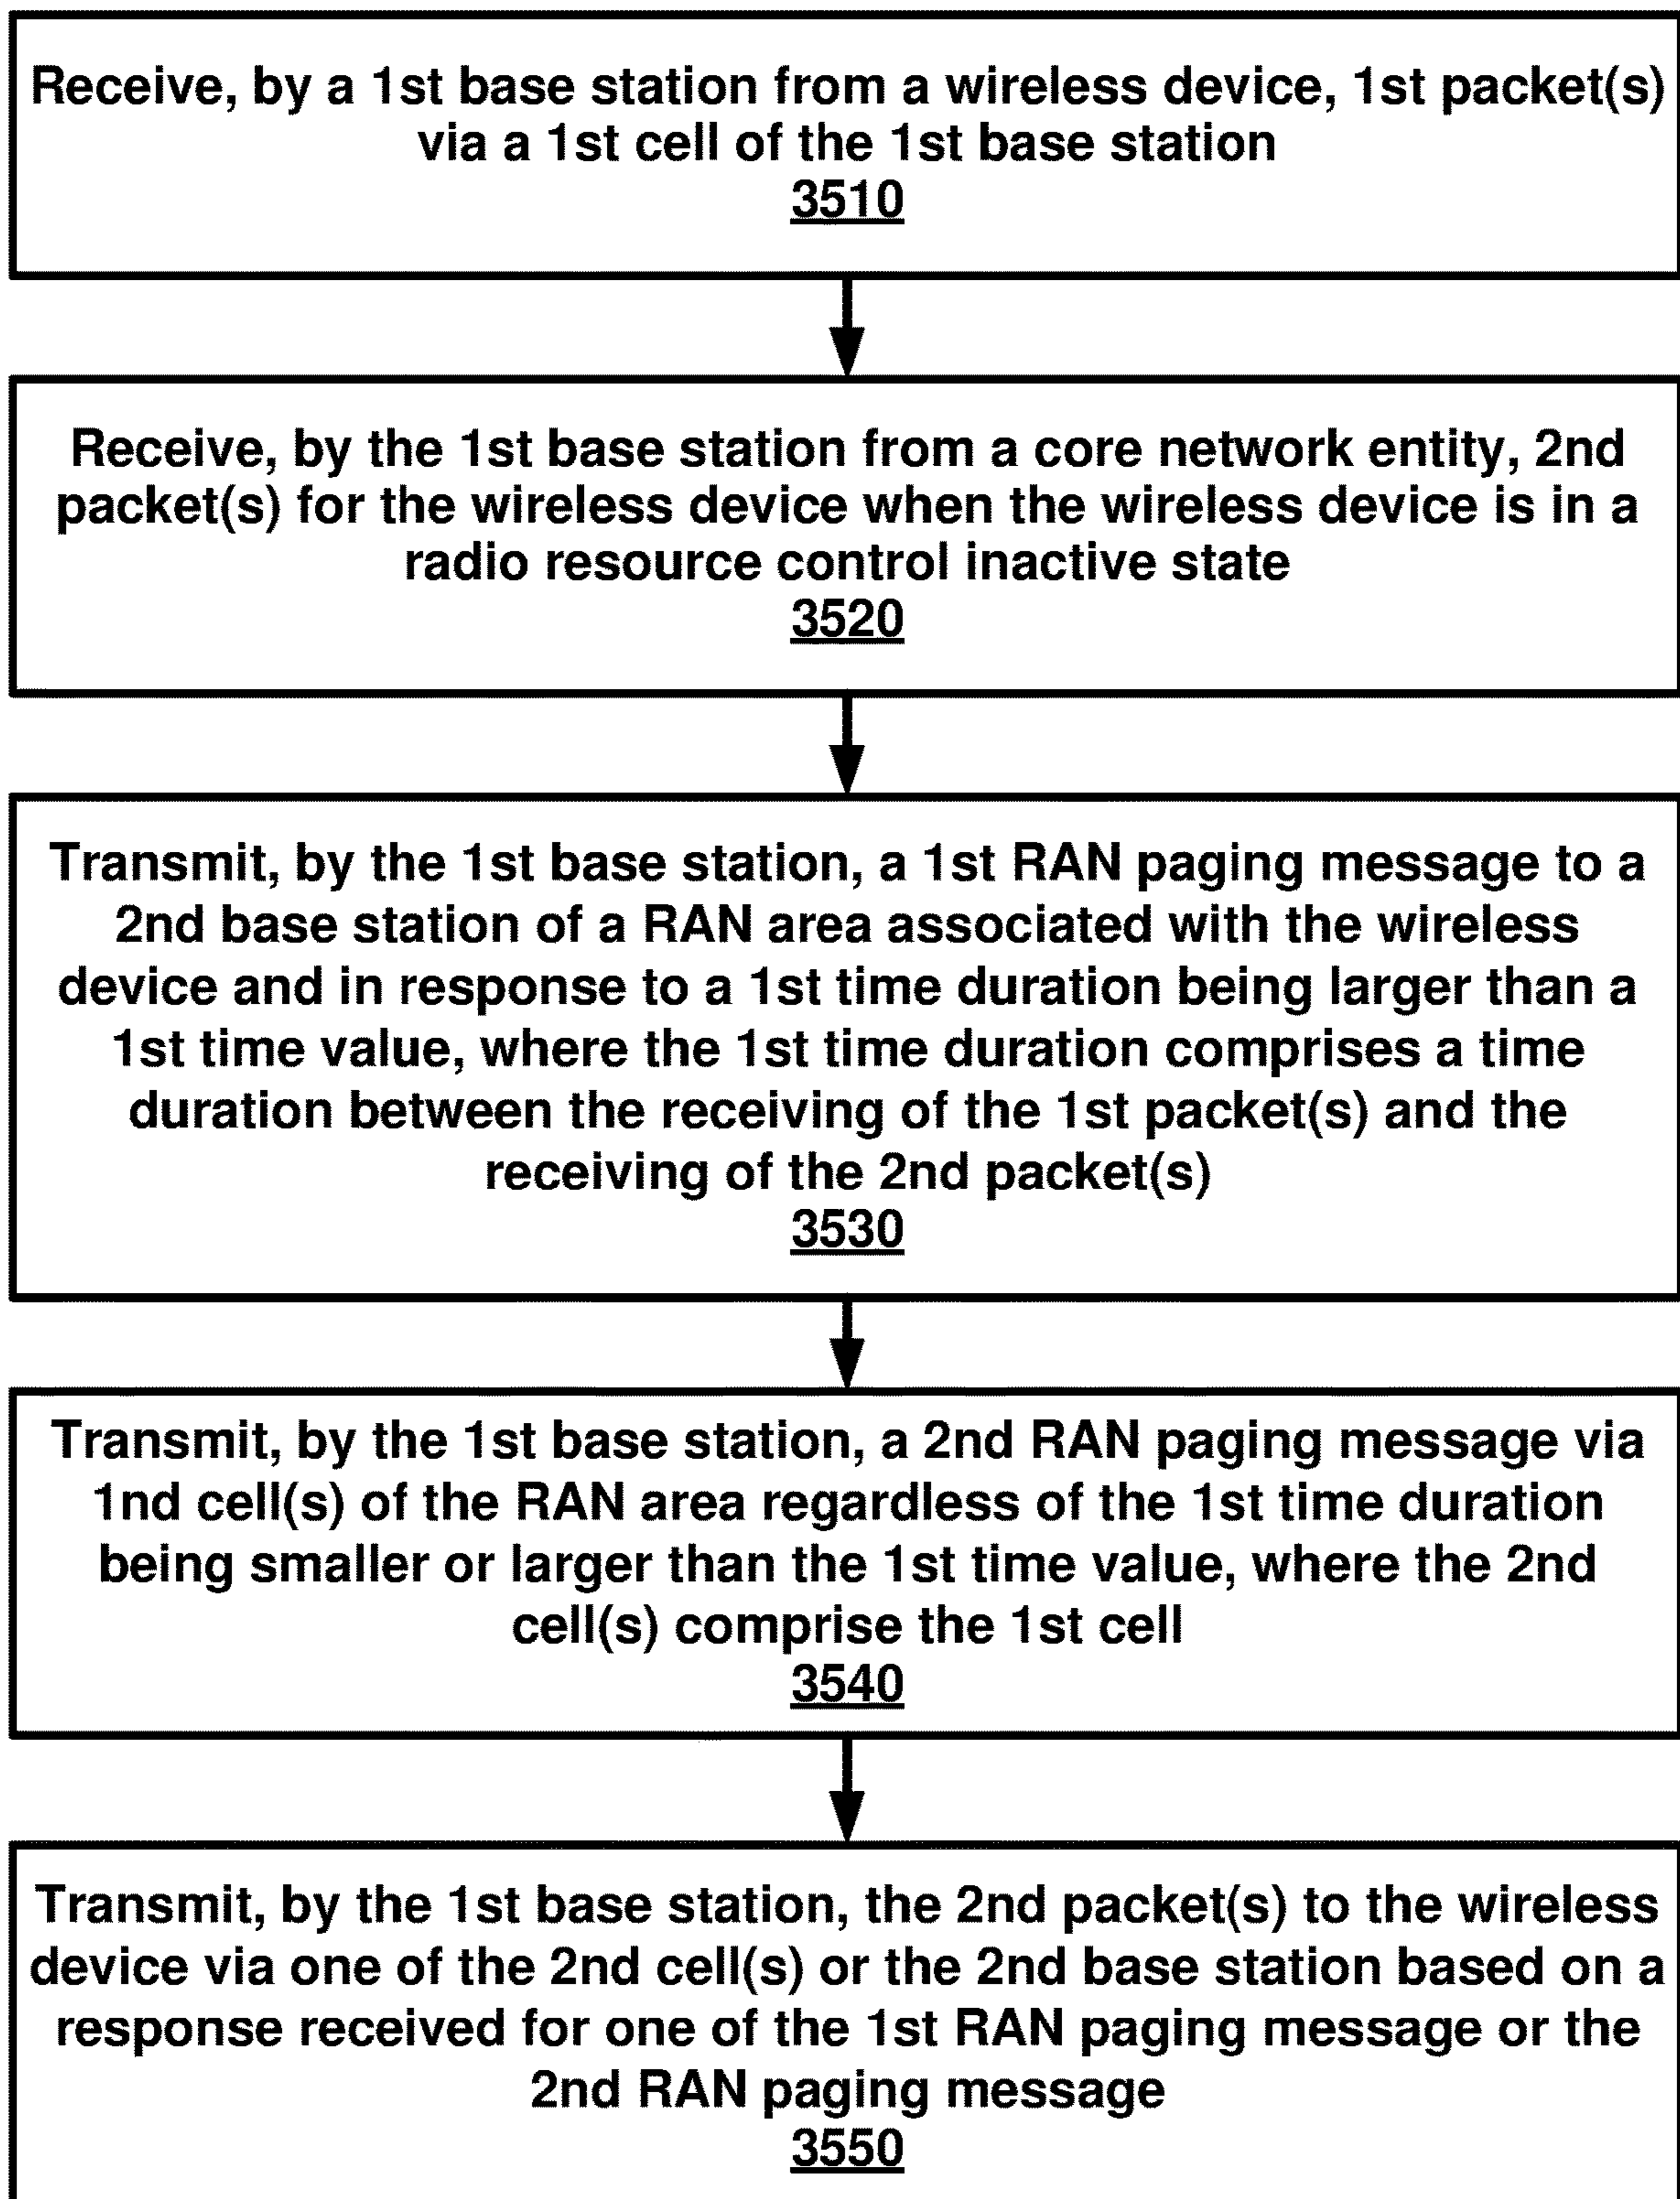 Receive, by a 1st base station from a wireless device, 1st packet(s)
via a 1st cell of the 1st base station
3510
Receive, by the 1st base station from a core network entity, 2nd
packet(s) for the wireless device when the wireless device is in a
radio resource control inactive state
3520
Transmit, by the 1st base station, a 1st RAN paging message to a
2nd base station of a RAN area associated with the wireless
device and in response to a 1st time duration being larger than a
1st time value, where the 1st time duration comprises a time
duration between the receiving of the 1st packet(s) and the
receiving of the 2nd packet(s)
3530
Transmit, by the 1st base station, a 2nd RAN paging message via
1nd cell(s) of the RAN area regardless of the 1st time duration
being smaller or larger than the 1st time value, where the 2nd
cell(s) comprise the 1st cell
3540
Transmit, by the 1st base station, the 2nd packet(s) to the wireless
device via one of the 2nd cell(s) or the 2nd base station based on a
response received for one of the 1st RAN paging message or the
2nd RAN paging message
3550